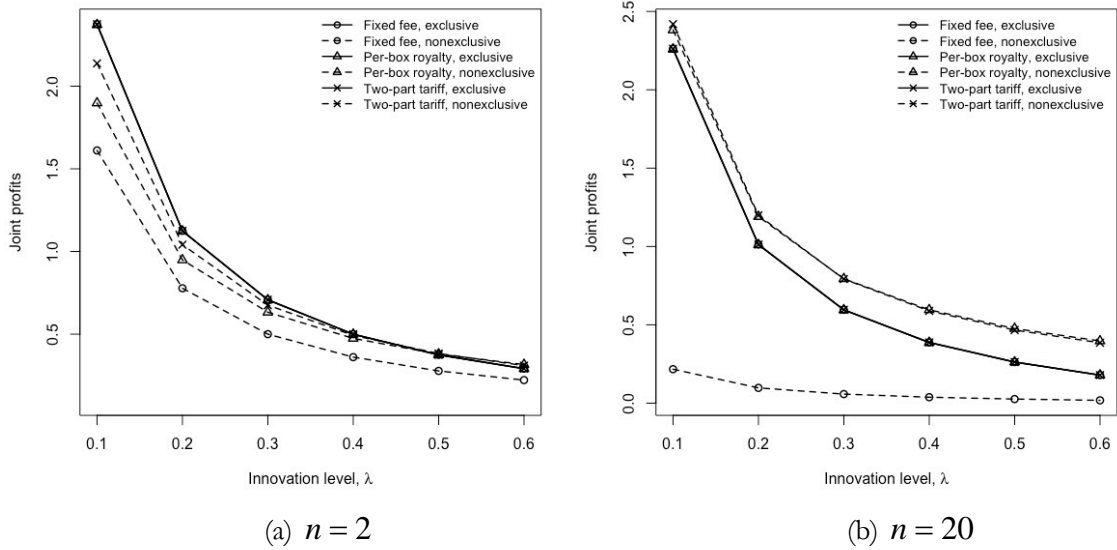 Joint profits
2.0
1.5
1.0
0.5
Fixed fee, exclusive
Fixed fee, nonexclusive
Per-box royalty, exclusive
Per-box royalty, nonexclusive
Two-part tariff, exclusive
Two-part tariff, nonexclusive
0.1 0.2 0.3 0.4 0.5 0.6
Innovation level, λ
(a) n = 2
Joint profits
2.5
2.0
1.5
1.0
0.5
0.0
Fixed fee, exclusive
Fixed fee, nonexclusive
Per-box royalty, exclusive
Per-box royalty, nonexclusive
Two-part tariff, exclusive
Two-part tariff, nonexclusive
0.1 0.2 0.3 0.4 0.5 0.6
Innovation level, λ
(b) n = 20